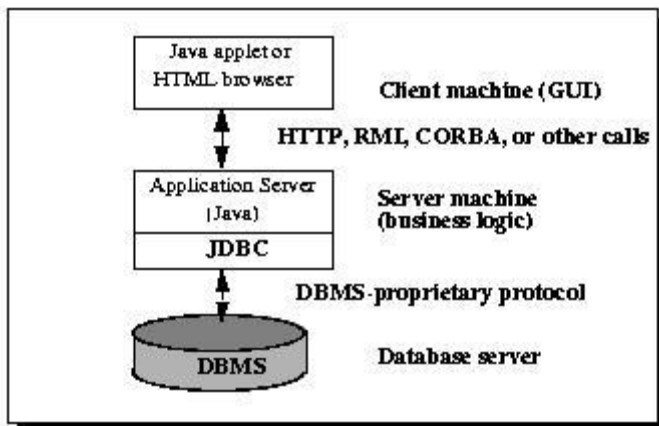 Java applet or
HTML browser
Client machine (GUI)
HTTP, RMI, CORBA, or other calls
Application Server
(Java)
Server machine
(business logic)
JDBC
DBMS-proprietary protocol
DBMS
Database server